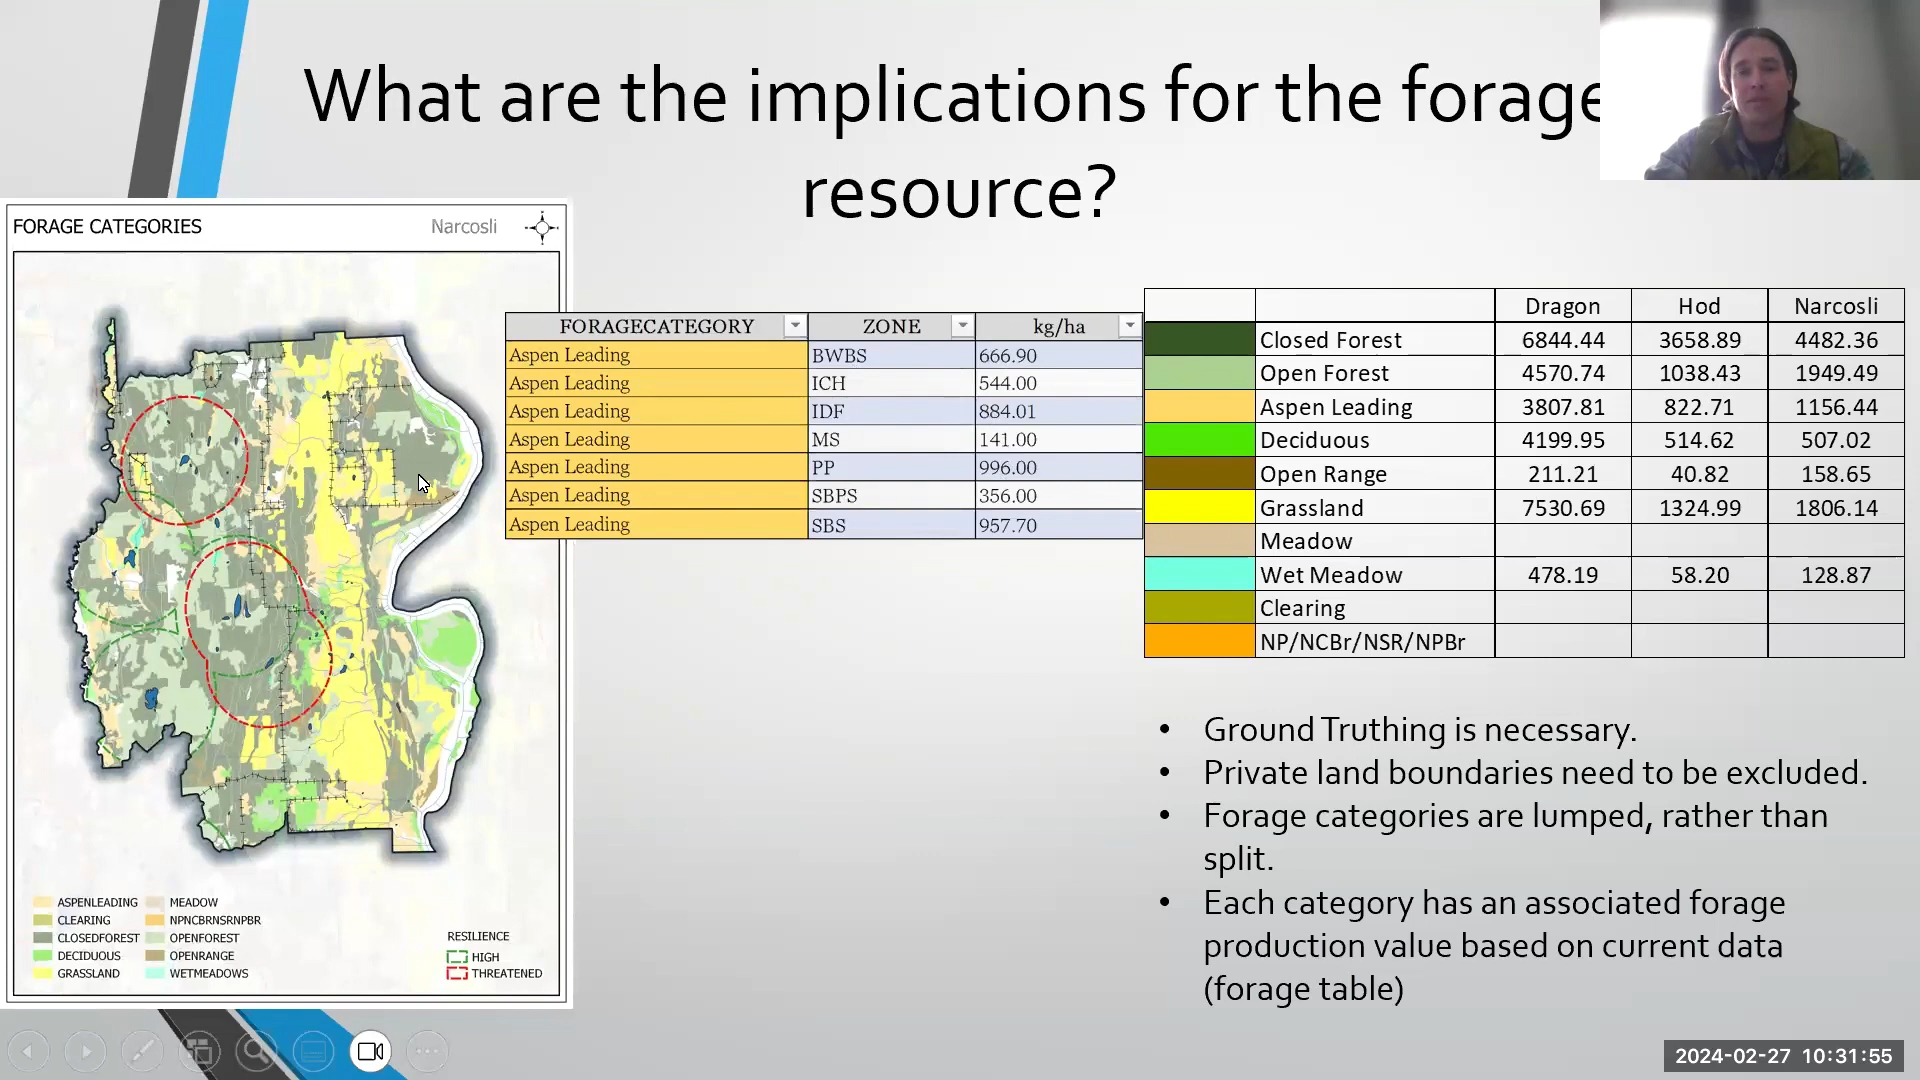 What are the implications for the forage
resource?
FORAGE CATEGORIES Narcosli
FORAGECATEGORY ZONE kg/ha
Aspen Leading BWBS 666.90
Aspen Leading ICH 544.00
Aspen Leading IDF 884.01
Aspen Leading MS 141.00
Aspen Leading PP 996.00
Aspen Leading SBPS 356.00
Aspen Leading SBS 957.70
Dragon Hod Narcosli
Closed Forest 6844.44 3658.89 4482.36
Open Forest 4570.74 1038.43 1949.49
Aspen Leading 3807.81 822.71 1156.44
Deciduous 4199.95 514.62 507.02
Open Range 211.21 40.82 158.65
Grassland 7530.69 1324.99 1806.14
Meadow
Wet Meadow 478.19 58.20 128.87
Clearing
NP/NCBr/NSR/NPBr
• Ground Truthing is necessary.
• Private land boundaries need to be excluded.
• Forage categories are lumped, rather than
split.
• Each category has an associated forage
production value based on current data
(forage table)
ASPENLEADING MEADOW
CLEARING NPNCBRNSRNPBR
CLOSEDFOREST OPENFOREST
DECIDUOUS OPENRANGE
GRASSLAND WETMEADOWS
RESILIENCE
HIGH
THREATENED
2024-02-27 10:31:55